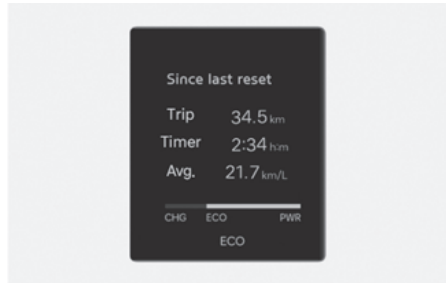 Since last reset
Trip 34.5 km
Timer 2:34 h:m
Avg. 21.7 km/L
CHG ECO PWR
ECO